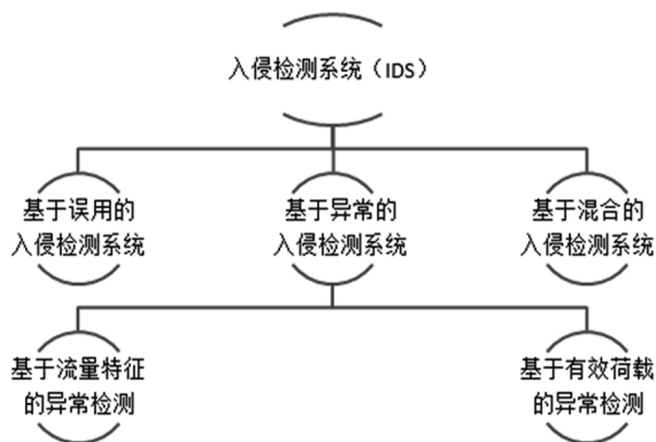 入侵检测系统（IDS）
基于误用的
入侵检测系统
基于异常的
入侵检测系统
基于混合的
入侵检测系统
基于流量特征
的异常检测
基于有效荷载
的异常检测